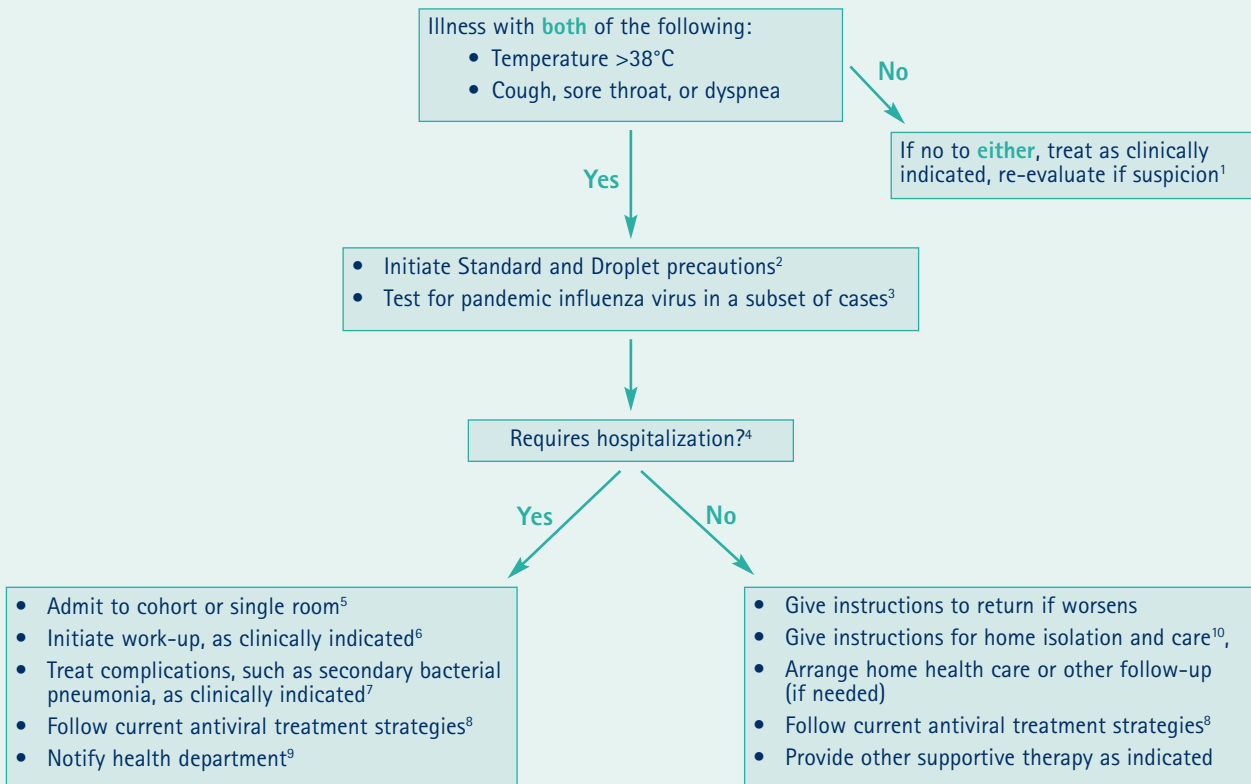 Illness with both of the following:
• Temperature >38°C
• Cough, sore throat, or dyspnea
No
If no to either, treat as clinically
indicated, re-evaluate if suspicion¹
Yes
• Initiate Standard and Droplet precautions²
• Test for pandemic influenza virus in a subset of cases³
Requires hospitalization?⁴
Yes
No
• Admit to cohort or single room⁵
• Initiate work-up, as clinically indicated⁶
• Treat complications, such as secondary bacterial
pneumonia, as clinically indicated⁷
• Follow current antiviral treatment strategies⁸
• Notify health department⁹
• Give instructions to return if worsens
• Give instructions for home isolation and care¹⁰,
• Arrange home health care or other follow-up
(if needed)
• Follow current antiviral treatment strategies⁸
• Provide other supportive therapy as indicated